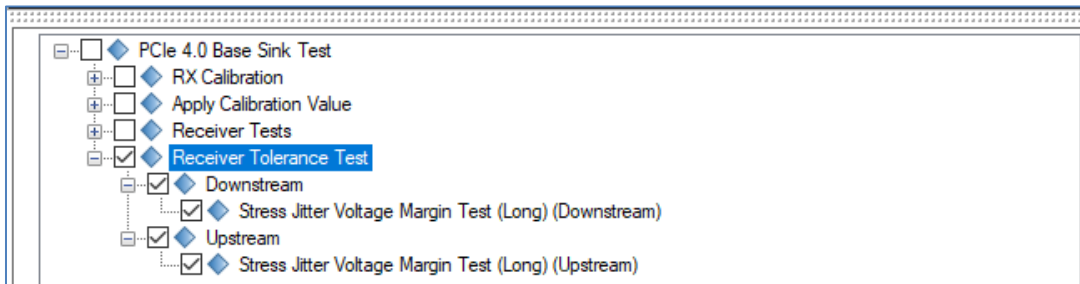 PCIe 4.0 Base Sink Test
RX Calibration
Apply Calibration Value
Receiver Tests
Receiver Tolerance Test
Downstream
Stress Jitter Voltage Margin Test (Long) (Downstream)
Upstream
Stress Jitter Voltage Margin Test (Long) (Upstream)